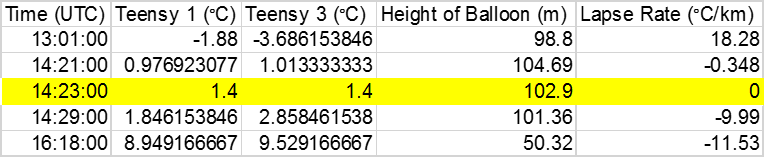 Time (UTC) Teensy 1 (°C) Teensy 3 (°C) Height of Balloon (m) Lapse Rate (°C/km)
13:01:00 -1.88 -3.686153846 98.8 18.28
14:21:00 0.976923077 1.013333333 104.69 -0.348
14:23:00 1.4 1.4 102.9 0
14:29:00 1.846153846 2.858461538 101.36 -9.99
16:18:00 8.949166667 9.529166667 50.32 -11.53